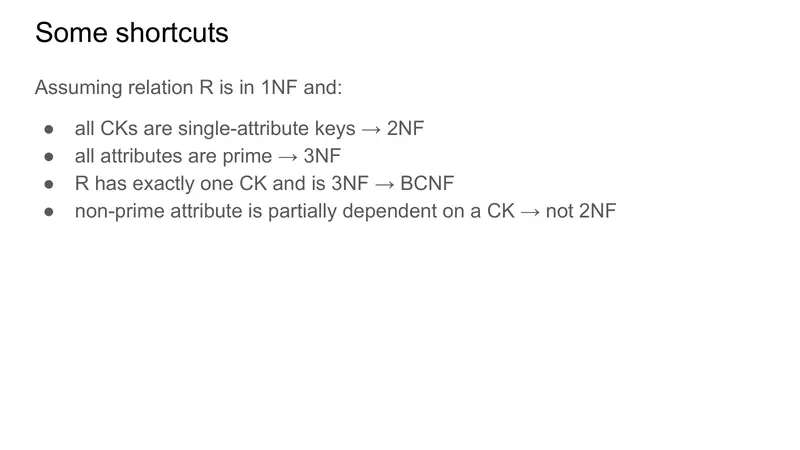 Some shortcuts
Assuming relation R is in 1NF and:
● all CKs are single-attribute keys → 2NF
● all attributes are prime → 3NF
● R has exactly one CK and is 3NF → BCNF
● non-prime attribute is partially dependent on a CK → not 2NF